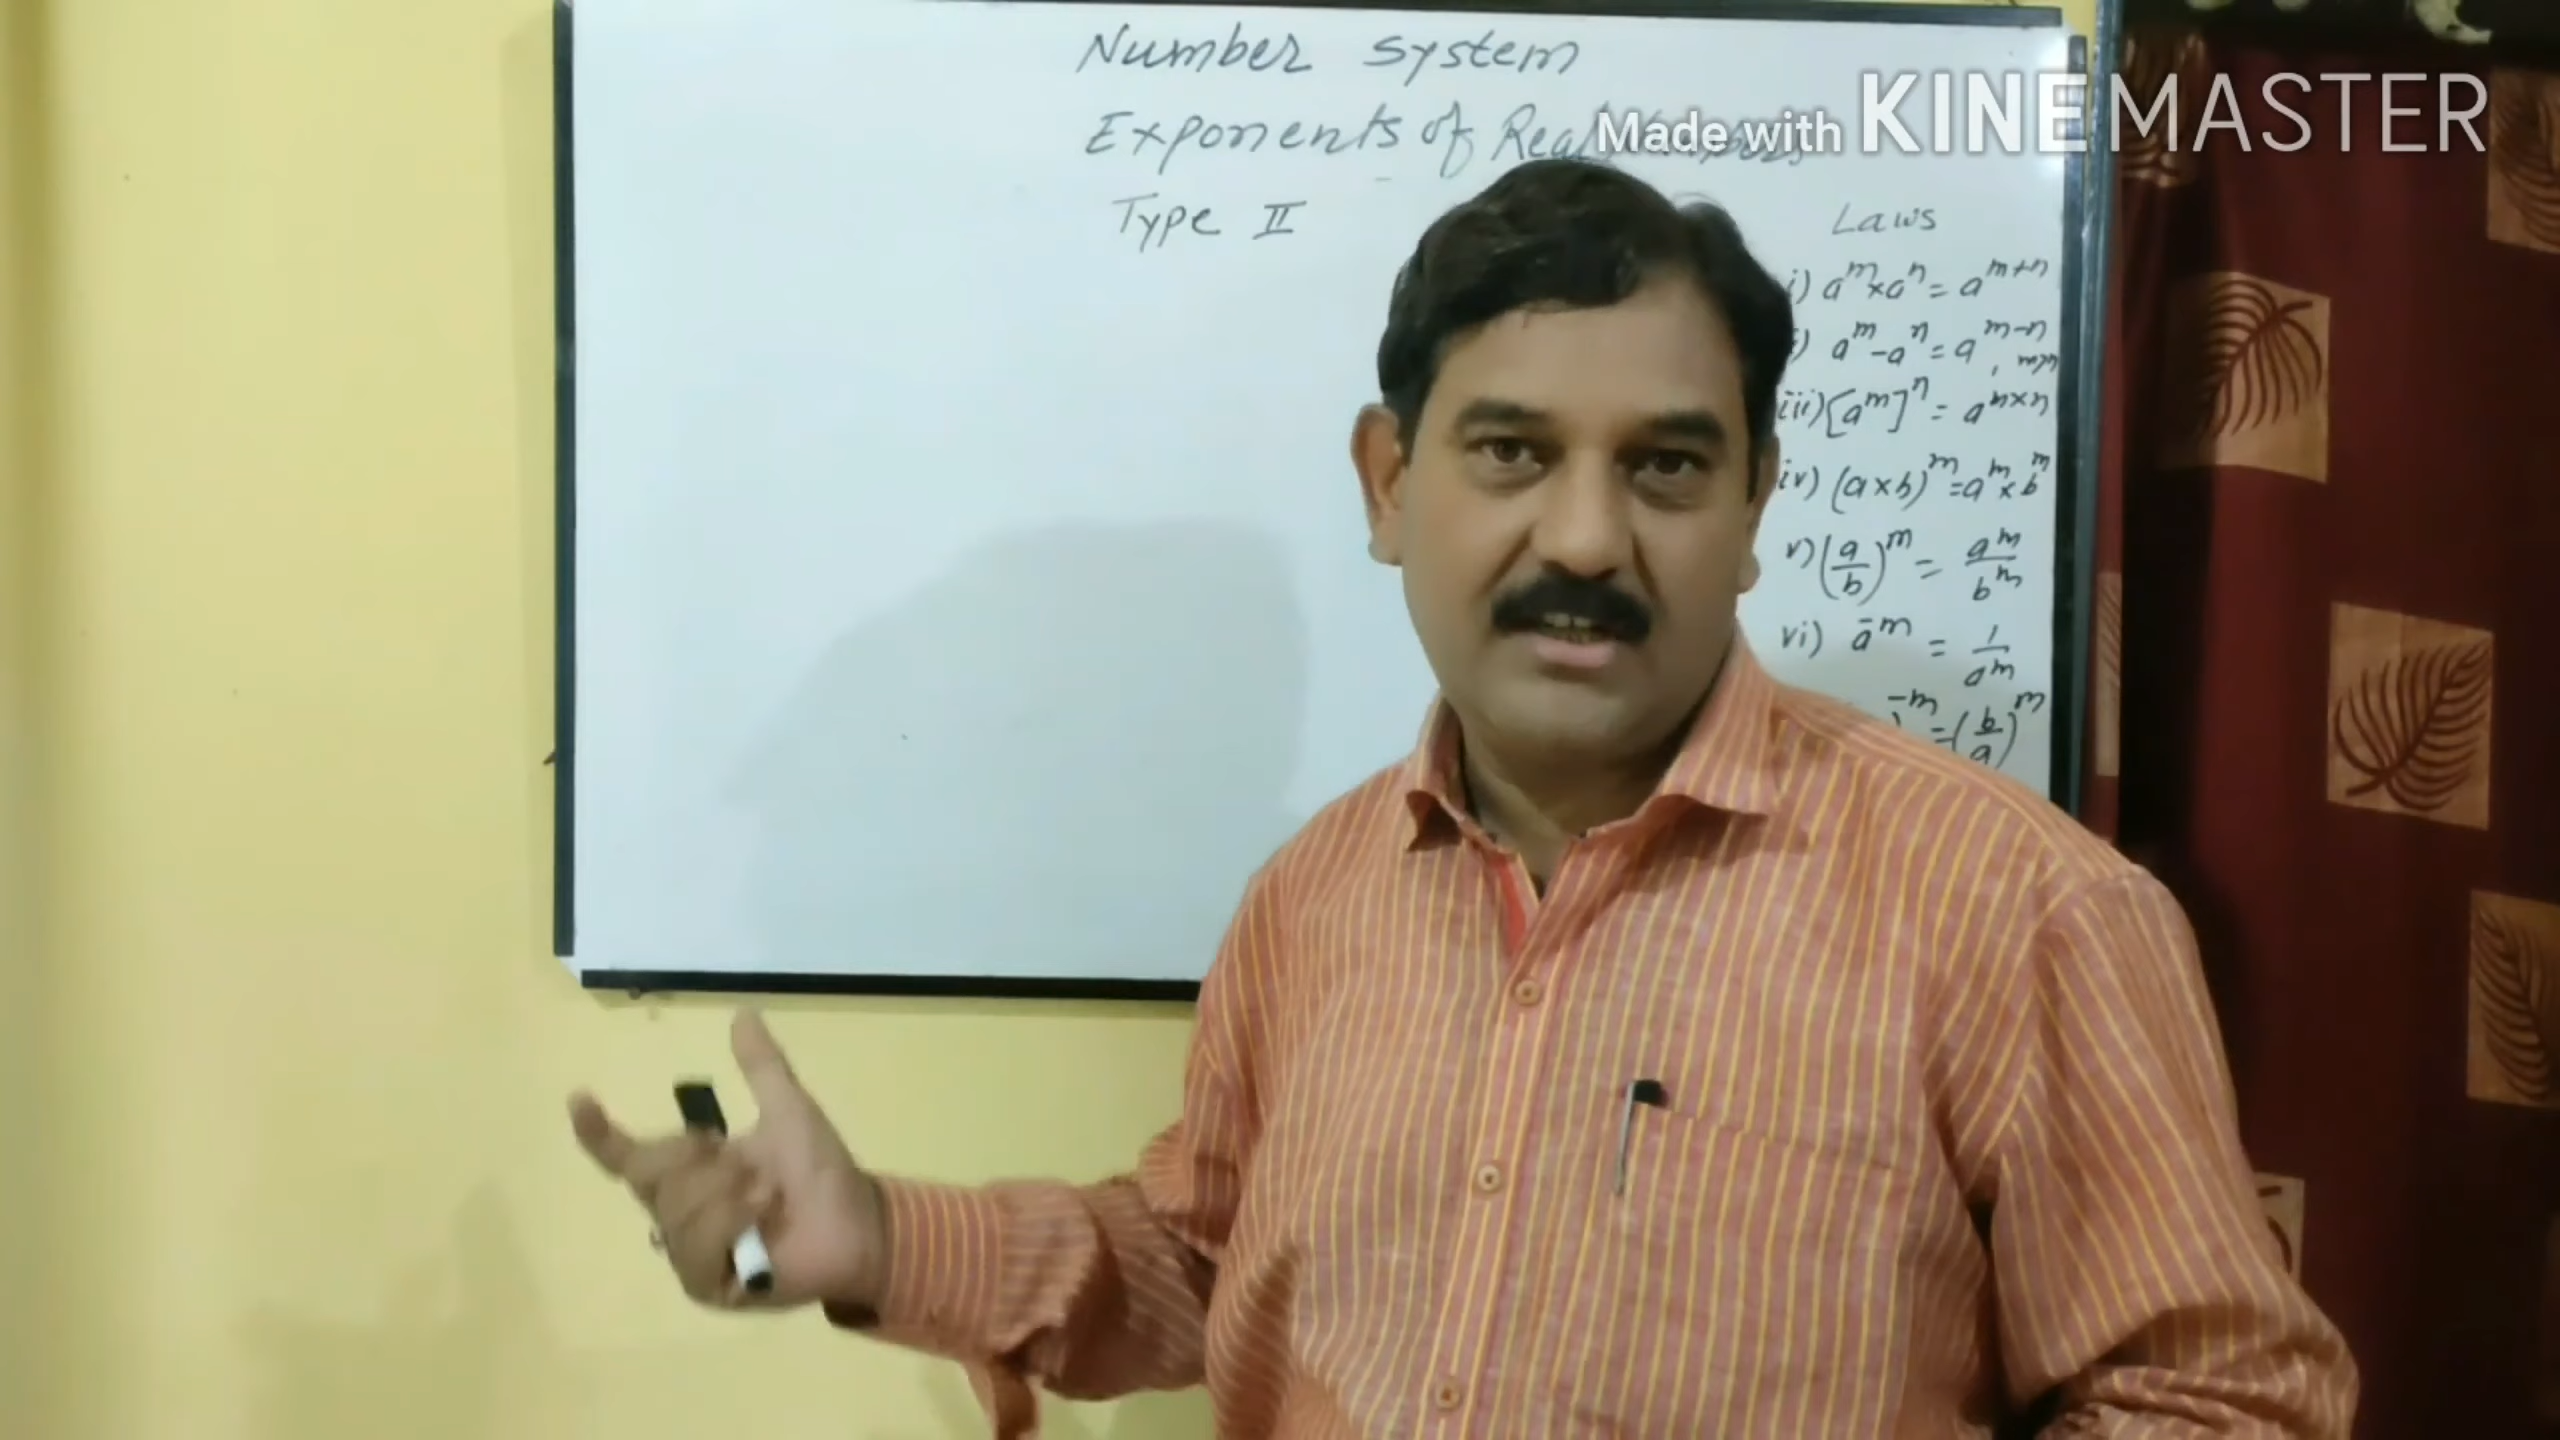 Number System
Exponents of Real
Made with KINEMASTER
Type II
Laws
i) a^m × a^n = a^m+n
) a^m - a^n = a^m-n, m>n
iii) [a^m]^n = a^m×n
iv) (a×b)^m = a^m × b^m
v) (a/b)^m = a^m/b^m
vi) a^-m = 1/a^m
)^-m = (b/a)^m